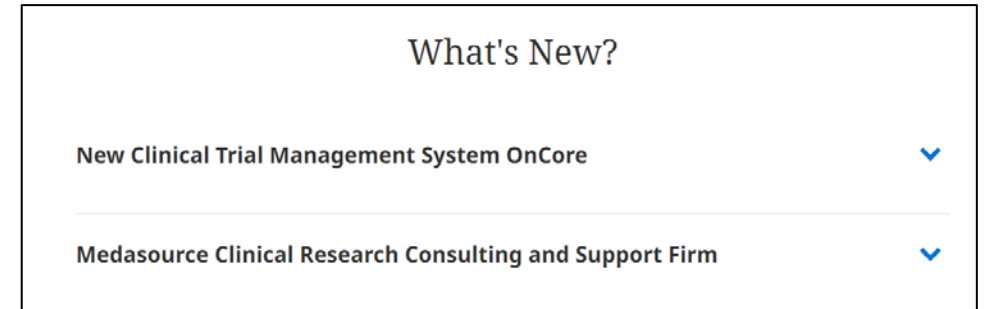 What's New?
New Clinical Trial Management System OnCore
Medasource Clinical Research Consulting and Support Firm